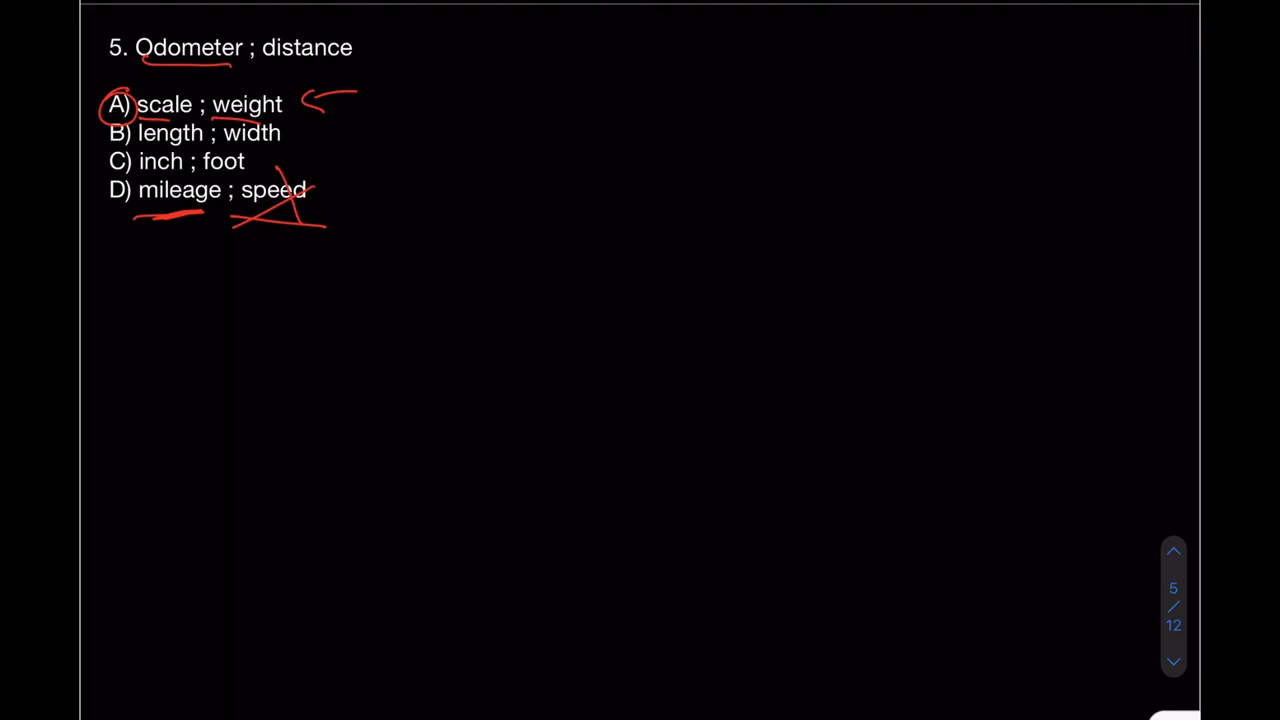 5. Odometer ; distance
A) scale ; weight
B) length ; width
C) inch ; foot
D) mileage ; speed
5
/
12